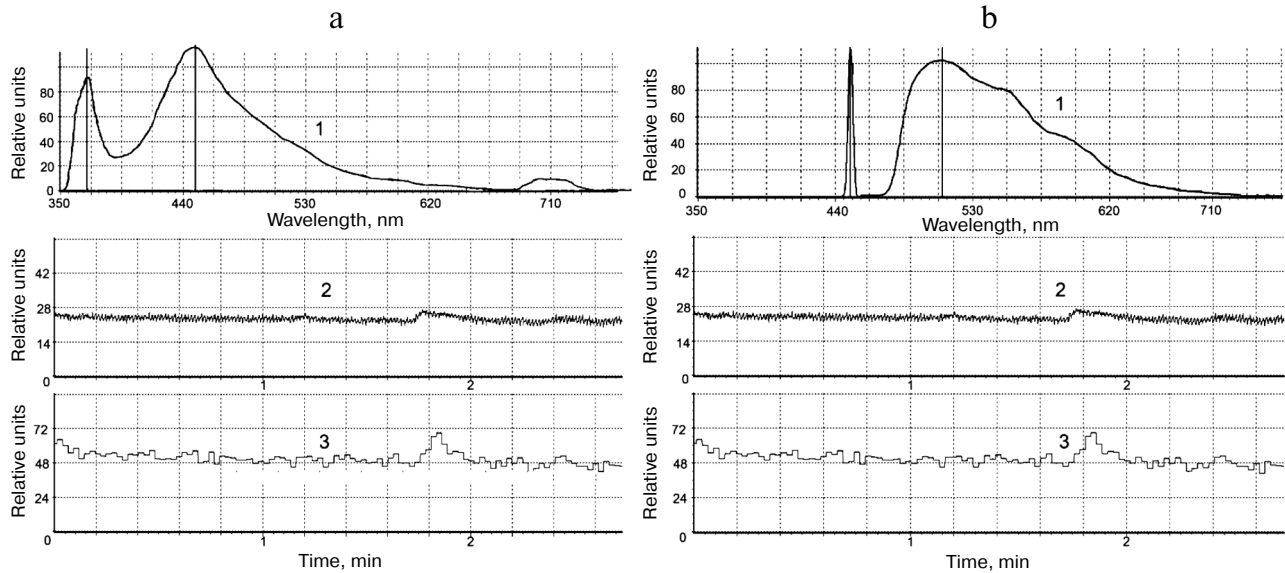 a
Relative units
80
60
40
20
0
1
350 440 530 620 710
Wavelength, nm
Relative units
42
28
14
0
2
1 2
Relative units
72
48
24
0
3
1 2
Time, min
b
Relative units
80
60
40
20
0
1
350 440 530 620 710
Wavelength, nm
Relative units
42
28
14
0
2
1 2
Relative units
72
48
24
0
3
1 2
Time, min